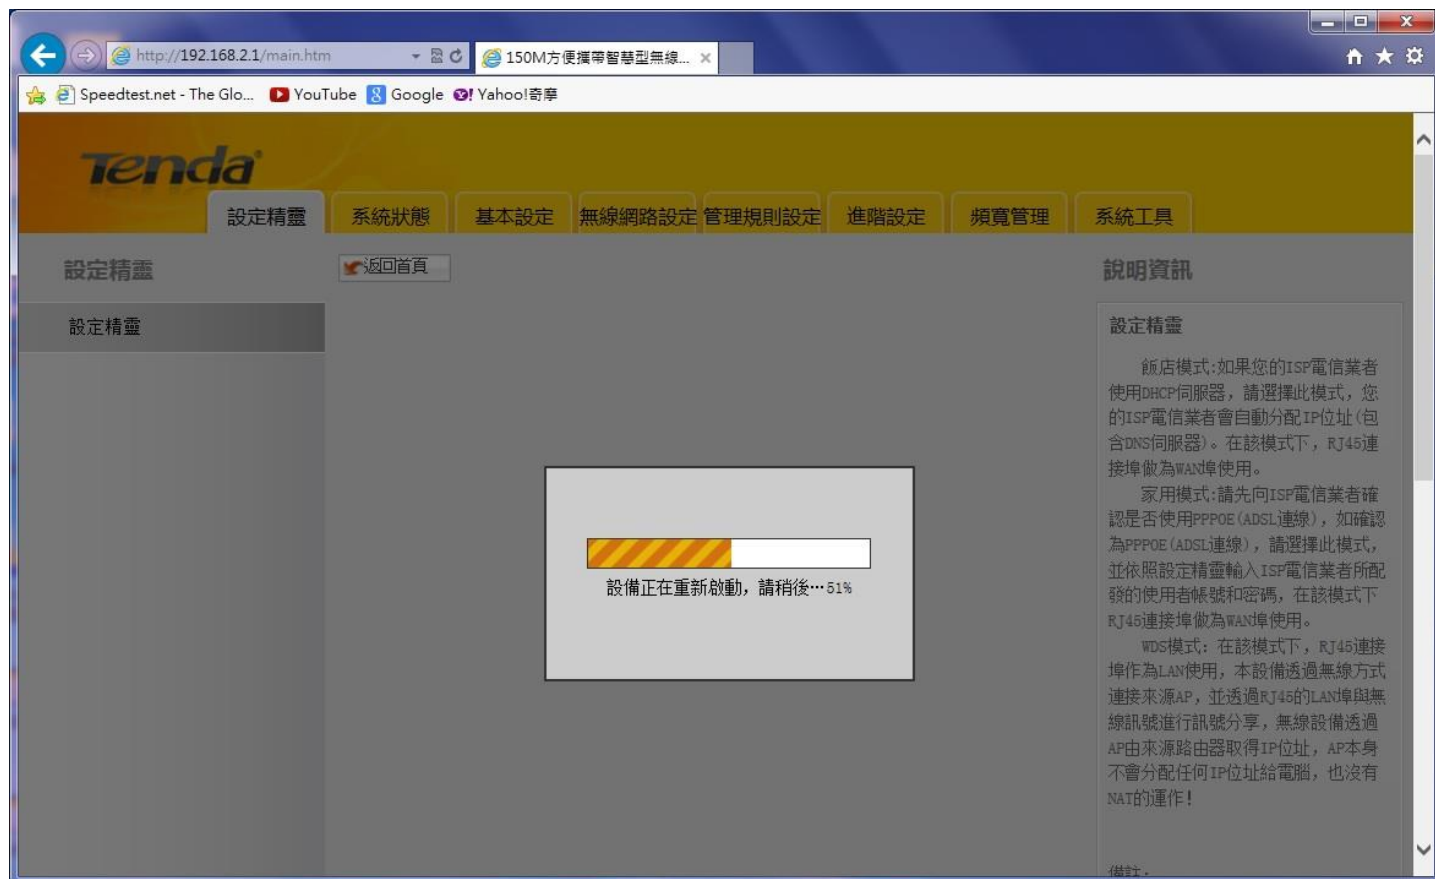 http://192.168.2.1/main.htm
150M方便攜帶智慧型無線...
Speedtest.net - The Glo... YouTube Google Yahoo!奇摩
Tenda
設定精靈 系統狀態 基本設定 無線網路設定 管理規則設定 進階設定 頻寬管理 系統工具
設定精靈
返回首頁
說明資訊
設定精靈
設定精靈
飯店模式:如果您的ISP電信業者
使用DHCP伺服器，請選擇此模式，您
的ISP電信業者會自動分配IP位址(包
含DNS伺服器)。在該模式下，RJ45連
接埠做為WAN埠使用。
家用模式:請先向ISP電信業者確
認是否使用PPPOE(ADSL連線)，如確認
為PPPOE(ADSL連線)，請選擇此模式，
並依照設定精靈輸入ISP電信業者所配
發的使用者帳號和密碼，在該模式下
RJ45連接埠做為WAN埠使用。
WDS模式: 在該模式下，RJ45連接
埠作為LAN使用，本設備透過無線方式
連接來源AP，並透過RJ45的LAN埠與無
線訊號進行訊號分享，無線設備透過
AP由來源路由器取得IP位址，AP本身
不會分配任何IP位址給電腦，也沒有
NAT的運作!
備註:
設備正在重新啟動，請稍後…51%